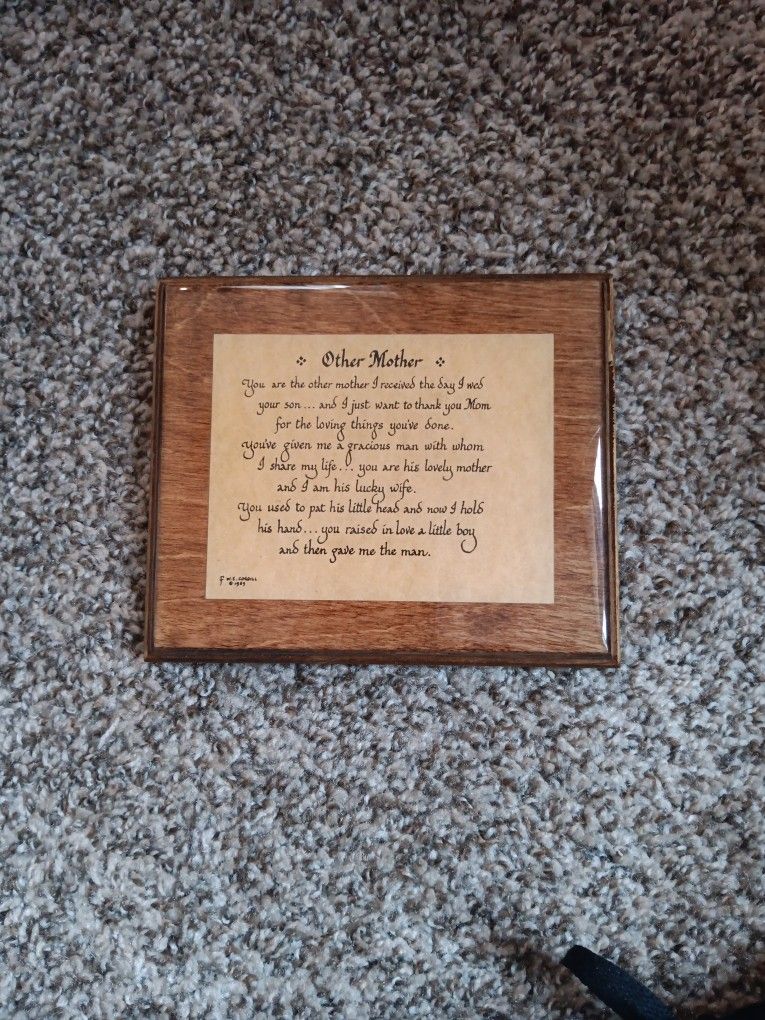 Other Mother
You are the other mother I received the day I wed
your son... and I just want to thank you Mom
for the loving things you've done.
You've given me a gracious man with whom
I share my life... you are his lovely mother
and I am his lucky wife.
You used to pat his little head and now I hold
his hand... you raised in love a little boy
and then gave me the man.
© 1989